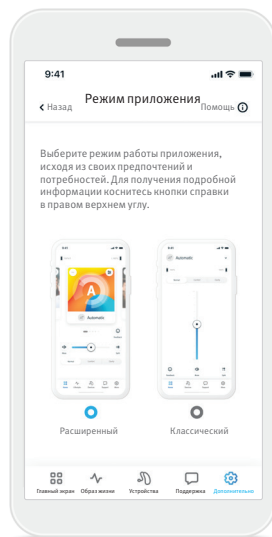 9:41
Назад
Режим приложения
Помощь
Выберите режим работы приложения,
исходя из своих предпочтений и
потребностей. Для получения подробной
информации коснитесь кнопки справки
в правом верхнем углу.
A
Automatic
Automatic
Расширенный
Классический
Главный экран Образ жизни Устройства Поддержка Дополнительно